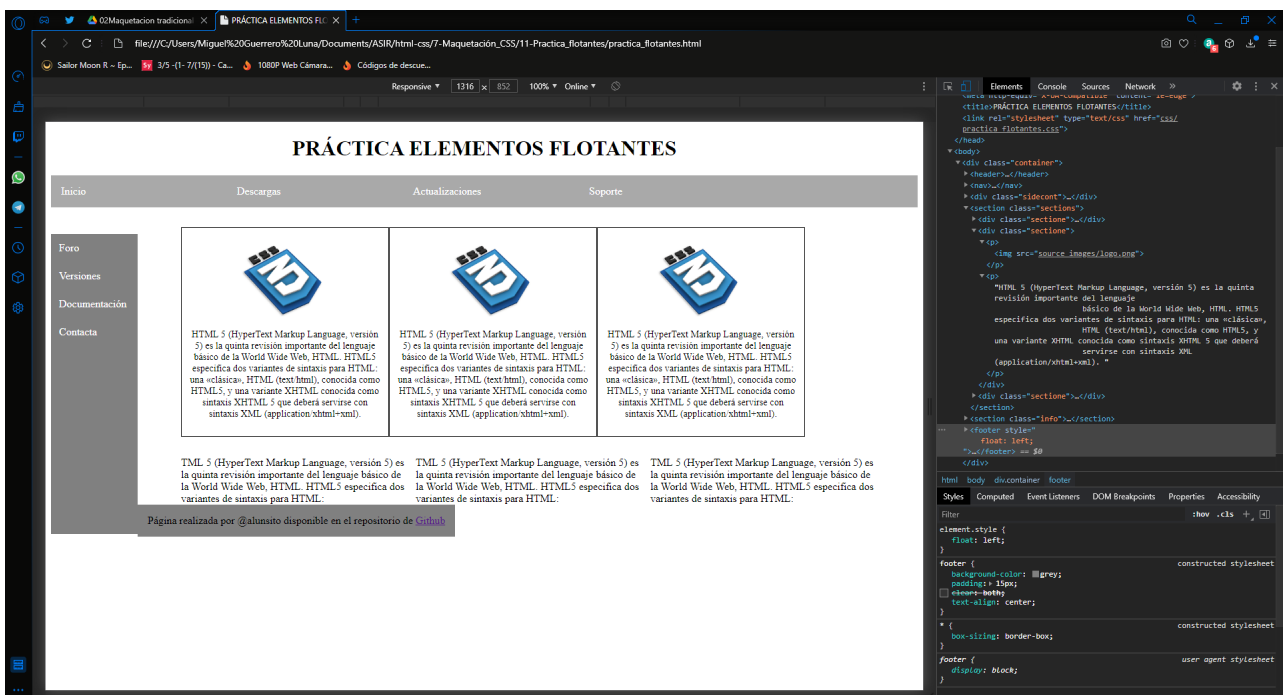 02Maquetacion tradicional
PRÁCTICA ELEMENTOS FLO
file:///C:/Users/Miguel%20Guerrero%20Luna/Documents/ASIR/html-css/7-Maquetación_CSS/11-Practica_flotantes/practica_flotantes.html
Sailor Moon R ~ Ep...
Sy 3/5 -(1- 7/(15)) - Ca...
1080P Web Cámara...
Códigos de descue...
Responsive ▼ 1316 x 852 100% ▼ Online ▼
PRÁCTICA ELEMENTOS FLOTANTES
Inicio
Descargas
Actualizaciones
Soporte
Foro
Versiones
Documentación
Contacta
CSS
HTML 5 (HyperText Markup Language, versión
5) es la quinta revisión importante del lenguaje
básico de la World Wide Web, HTML. HTML5
especifica dos variantes de sintaxis para HTML:
una «clásica», HTML (text/html), conocida como
HTML5, y una variante XHTML conocida como
sintaxis XHTML 5 que deberá servirse con
sintaxis XML (application/xhtml+xml).
CSS
HTML 5 (HyperText Markup Language, versión
5) es la quinta revisión importante del lenguaje
básico de la World Wide Web, HTML. HTML5
especifica dos variantes de sintaxis para HTML:
una «clásica», HTML (text/html), conocida como
HTML5, y una variante XHTML conocida como
sintaxis XHTML 5 que deberá servirse con
sintaxis XML (application/xhtml+xml).
CSS
HTML 5 (HyperText Markup Language, versión
5) es la quinta revisión importante del lenguaje
básico de la World Wide Web, HTML. HTML5
especifica dos variantes de sintaxis para HTML:
una «clásica», HTML (text/html), conocida como
HTML5, y una variante XHTML conocida como
sintaxis XHTML 5 que deberá servirse con
sintaxis XML (application/xhtml+xml).
TML 5 (HyperText Markup Language, versión 5) es
la quinta revisión importante del lenguaje básico de
la World Wide Web, HTML. HTML5 especifica dos
variantes de sintaxis para HTML:
TML 5 (HyperText Markup Language, versión 5) es
la quinta revisión importante del lenguaje básico de
la World Wide Web, HTML. HTML5 especifica dos
variantes de sintaxis para HTML:
TML 5 (HyperText Markup Language, versión 5) es
la quinta revisión importante del lenguaje básico de
la World Wide Web, HTML. HTML5 especifica dos
variantes de sintaxis para HTML:
Página realizada por @alunsito disponible en el repositorio de Github
Elements Console Sources Network »
<title>PRÁCTICA ELEMENTOS FLOTANTES</title>
<link rel="stylesheet" type="text/css" href="css/
practica_flotantes.css">
</head>
▼<body>
▼<div class="container">
▶<header>…</header>
▶<nav>…</nav>
▶<div class="sidecont">…</div>
▼<section class="sections">
▶<div class="sectione">…</div>
▼<div class="sectione">
▼<p>
<img src="source_images/logo.png">
</p>
▼<p>
"HTML 5 (HyperText Markup Language, versión 5) es la quinta
revisión importante del lenguaje
básico de la World Wide Web, HTML. HTML5
especifica dos variantes de sintaxis para HTML: una «clásica»,
HTML (text/html), conocida como HTML5, y
una variante XHTML conocida como sintaxis XHTML 5 que deberá
servirse con sintaxis XML
(application/xhtml+xml). "
</p>
</div>
▶<div class="sectione">…</div>
</section>
▶<section class="info">…</section>
… ▶<footer style="
float: left;
">…</footer> == $0
</div>
html body div.container footer
Styles Computed Event Listeners DOM Breakpoints Properties Accessibility
Filter :hov .cls +
element.style {
float: left;
}
footer { constructed stylesheet
background-color: grey;
padding:▶ 15px;
clear: both;
text-align: center;
}
* { constructed stylesheet
box-sizing: border-box;
}
footer { user agent stylesheet
display: block;
}